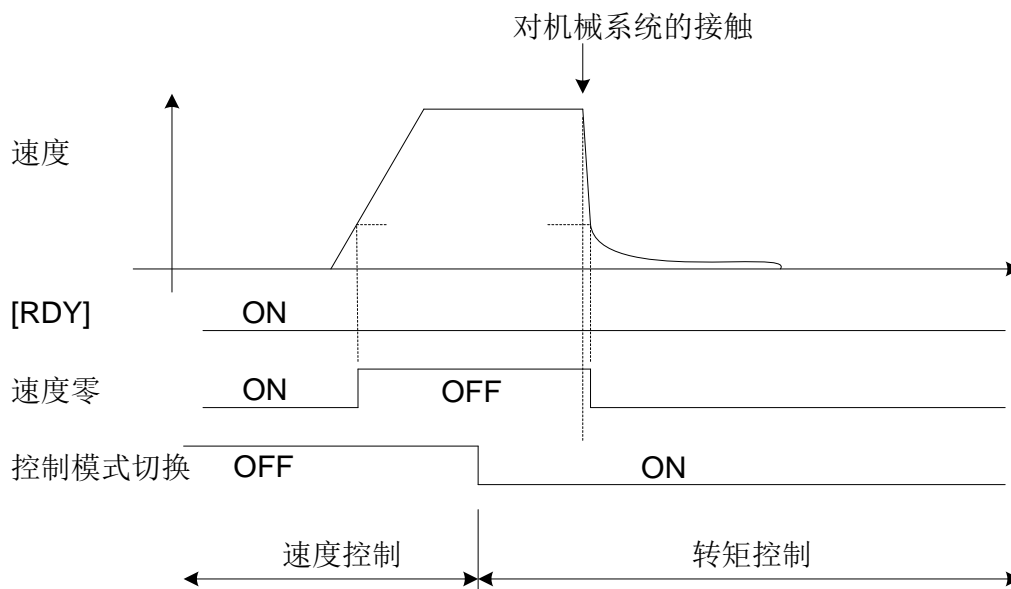 对机械系统的接触
速度
[RDY] ON
速度零 ON OFF
控制模式切换 OFF ON
速度控制 转矩控制